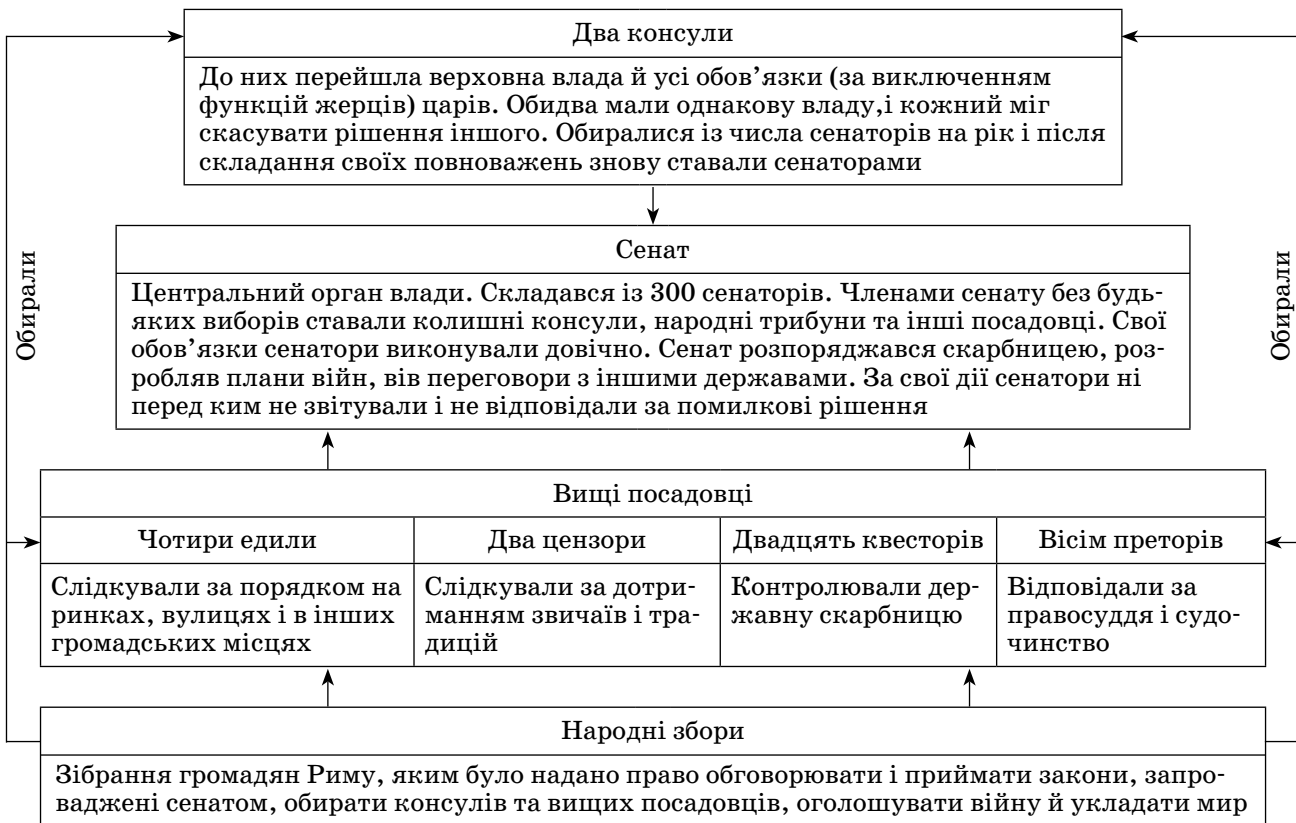 Два консули
До них перейшла верховна влада й усі обов’язки (за виключенням
функцій жерців) царів. Обидва мали однакову владу,і кожний міг
скасувати рішення іншого. Обиралися із числа сенаторів на рік і після
складання своїх повноважень знову ставали сенаторами
Обирали
Обирали
Сенат
Центральний орган влади. Складався із 300 сенаторів. Членами сенату без будь-
яких виборів ставали колишні консули, народні трибуни та інші посадовці. Свої
обов’язки сенатори виконували довічно. Сенат розпоряджався скарбницею, роз-
робляв плани війн, вів переговори з іншими державами. За свої дії сенатори ні
перед ким не звітували і не відповідали за помилкові рішення
Вищі посадовці
Чотири едили
Слідкували за порядком на
ринках, вулицях і в інших
громадських місцях
Два цензори
Слідкували за дотри-
манням звичаїв і тра-
дицій
Двадцять квесторів
Контролювали дер-
жавну скарбницю
Вісім преторів
Відповідали за
правосуддя і судо-
чинство
Народні збори
Зібрання громадян Риму, яким було надано право обговорювати і приймати закони, запро-
ваджені сенатом, обирати консулів та вищих посадовців, оголошувати війну й укладати мир